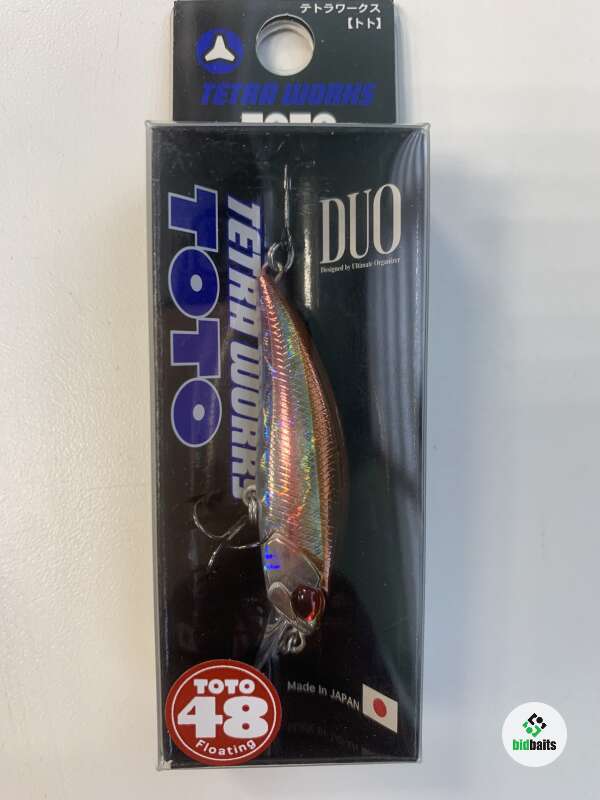 テトラワークス
【トト】
TETRA WORKS
TOTO
TETRA WORKS
TOTO
DUO
Designed by Ultimate Organizer
TOTO
48
Floating
Made In JAPAN
bidbaits